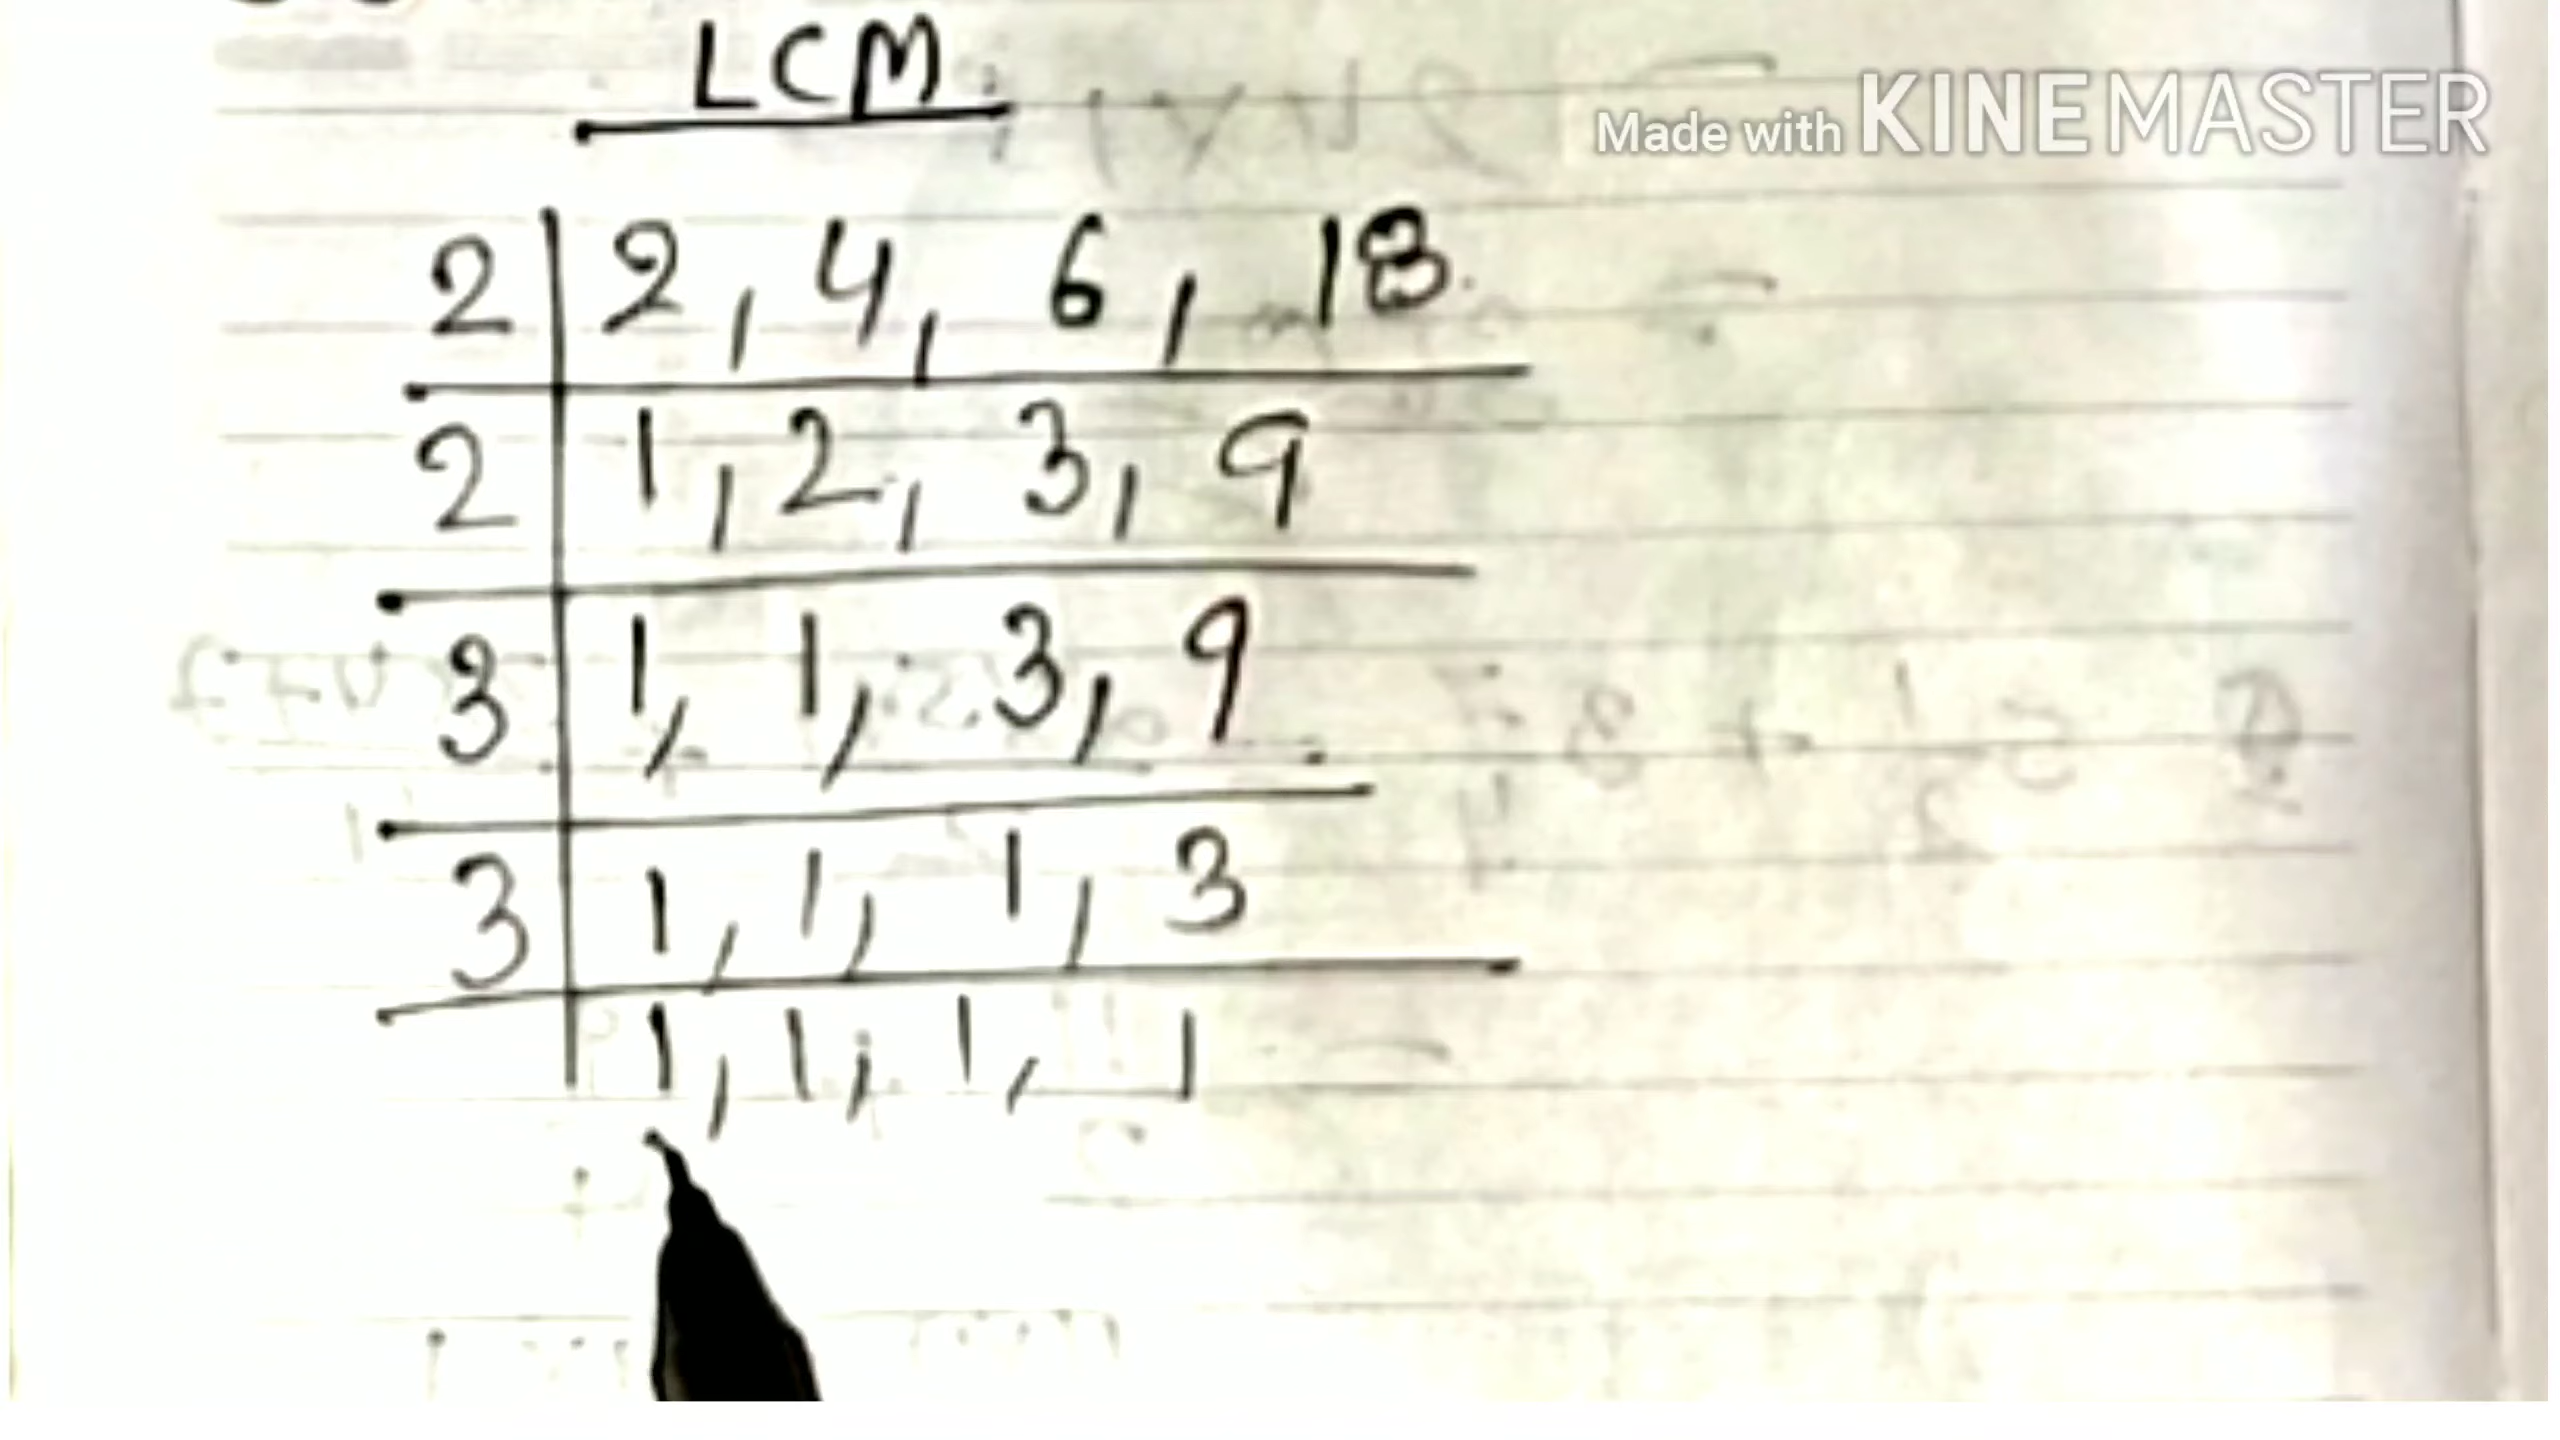 LCM
Made with KINEMASTER
2 | 2, 4, 6, 18
2 | 1, 2, 3, 9
3 | 1, 1, 3, 9
3 | 1, 1, 1, 3
1, 1, 1, 1